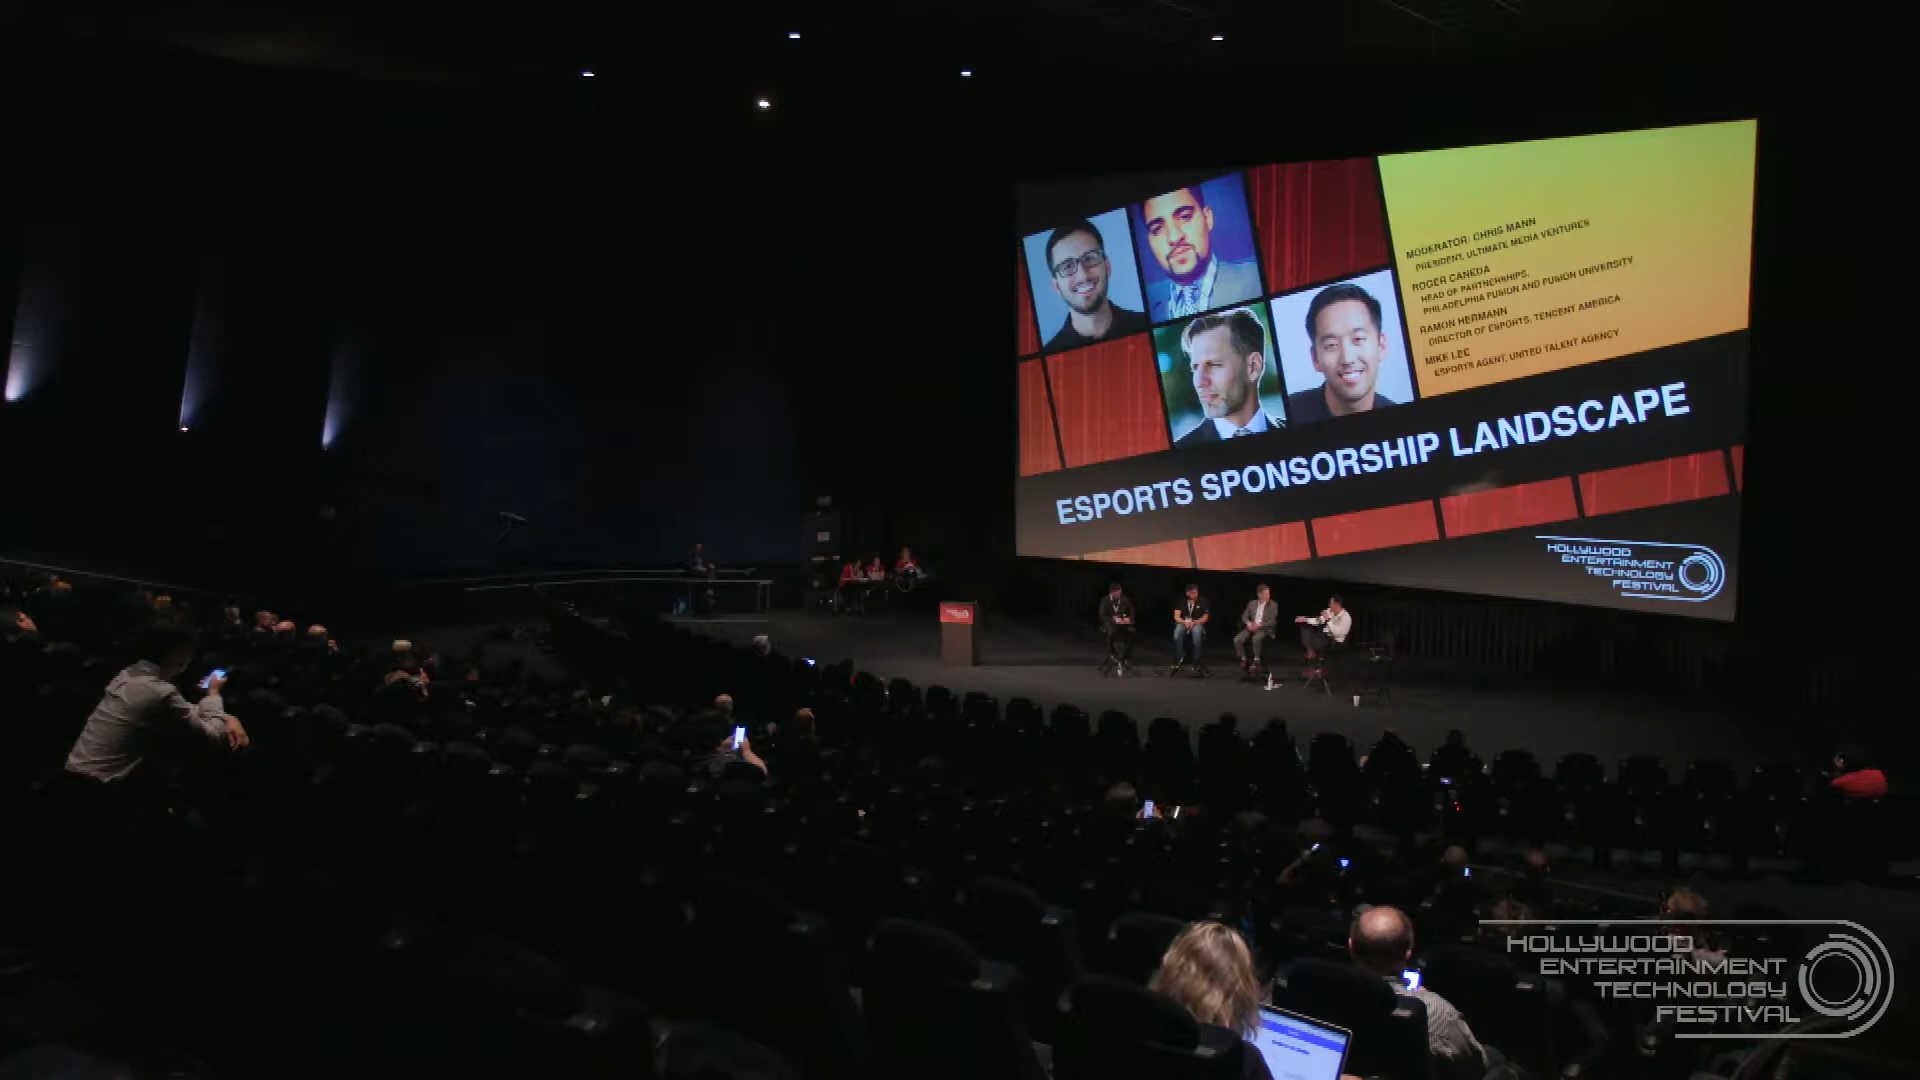 MODERATOR: CHRIS MANN
PRESIDENT, ULTIMATE MEDIA VENTURES
ROGER CANEDA
HEAD OF PARTNERSHIPS,
PHILADELPHIA FUSION AND FUSION UNIVERSITY
RAMON HERMANN
DIRECTOR OF ESPORTS, TENCENT AMERICA
MIKE LEE
ESPORTS AGENT, UNITED TALENT AGENCY
ESPORTS SPONSORSHIP LANDSCAPE
HOLLYWOOD
ENTERTAINMENT
TECHNOLOGY
FESTIVAL
HOLLYWOOD
ENTERTAINMENT
TECHNOLOGY
FESTIVAL